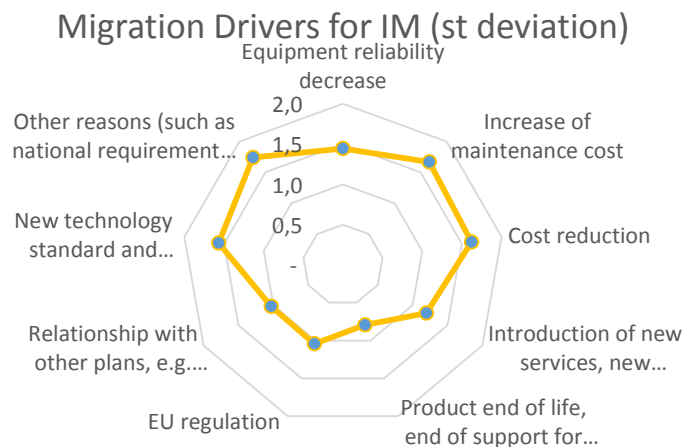 Migration Drivers for IM (st deviation)
Equipment reliability
decrease
2,0
1,5
1,0
0,5
-
Increase of
maintenance cost
Cost reduction
Introduction of new
services, new…
Product end of life,
end of support for…
EU regulation
Relationship with
other plans, e.g.…
New technology
standard and…
Other reasons (such as
national requirement…